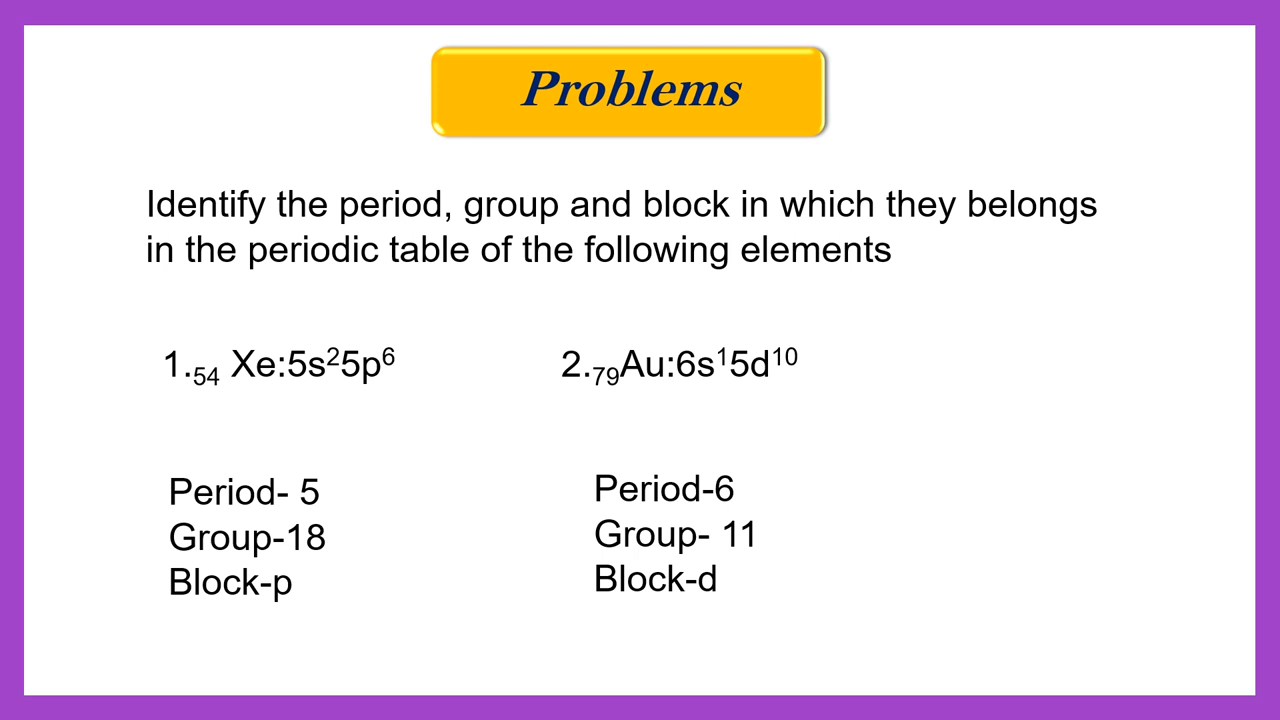 Problems
Identify the period, group and block in which they belongs
in the periodic table of the following elements
1.₅₄ Xe:5s²5p⁶ 2.₇₉Au:6s¹5d¹⁰
Period- 5
Group-18
Block-p
Period-6
Group- 11
Block-d